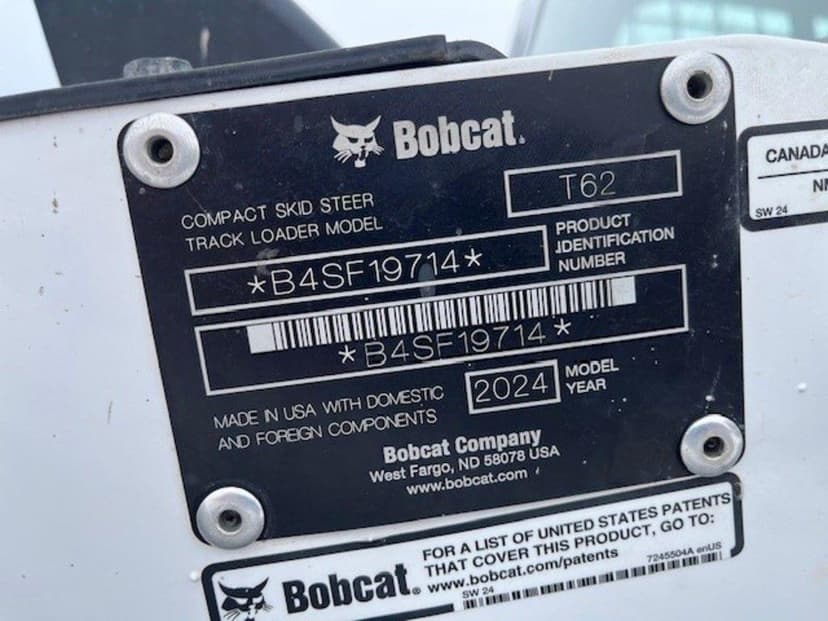 Bobcat.
COMPACT SKID STEER
TRACK LOADER MODEL
T62
*B4SF19714*
PRODUCT
IDENTIFICATION
NUMBER
*B4SF19714*
MADE IN USA WITH DOMESTIC
AND FOREIGN COMPONENTS
2024
MODEL
YEAR
Bobcat Company
West Fargo, ND 58078 USA
www.bobcat.com
CANADA
SW 24
Bobcat®
FOR A LIST OF UNITED STATES PATENTS
THAT COVER THIS PRODUCT, GO TO:
www.bobcat.com/patents
7245504A enUS
SW 24